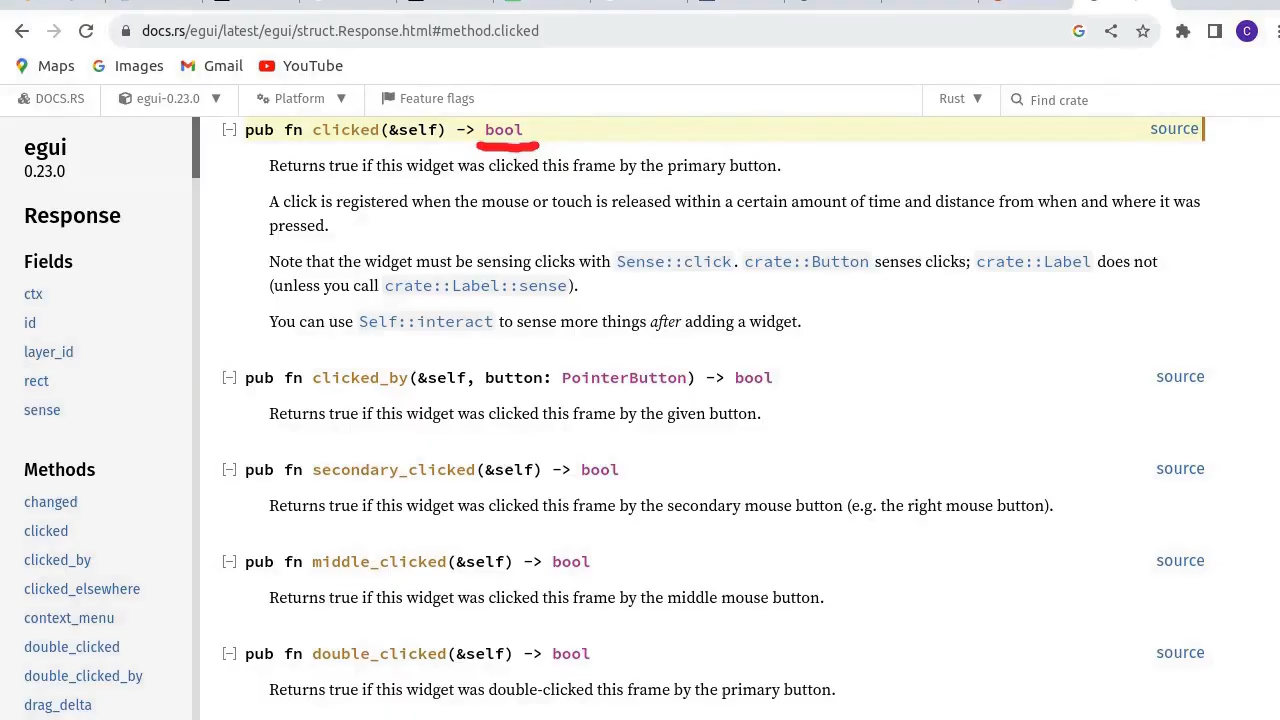 docs.rs/egui/latest/egui/struct.Response.html#method.clicked
C
Maps Images Gmail YouTube
DOCS.RS egui-0.23.0 Platform Feature flags Rust Find crate
egui
0.23.0
Response
Fields
ctx
id
layer_id
rect
sense
Methods
changed
clicked
clicked_by
clicked_elsewhere
context_menu
double_clicked
double_clicked_by
drag_delta
[−] pub fn clicked(&self) -> bool source
Returns true if this widget was clicked this frame by the primary button.
A click is registered when the mouse or touch is released within a certain amount of time and distance from when and where it was
pressed.
Note that the widget must be sensing clicks with Sense::click. crate::Button senses clicks; crate::Label does not
(unless you call crate::Label::sense).
You can use Self::interact to sense more things after adding a widget.
[−] pub fn clicked_by(&self, button: PointerButton) -> bool source
Returns true if this widget was clicked this frame by the given button.
[−] pub fn secondary_clicked(&self) -> bool source
Returns true if this widget was clicked this frame by the secondary mouse button (e.g. the right mouse button).
[−] pub fn middle_clicked(&self) -> bool source
Returns true if this widget was clicked this frame by the middle mouse button.
[−] pub fn double_clicked(&self) -> bool source
Returns true if this widget was double-clicked this frame by the primary button.